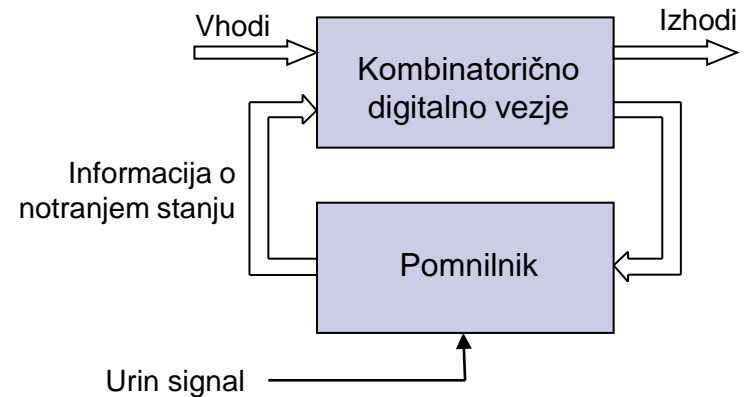 Vhodi
Izhodi
Kombinatorično
digitalno vezje
Informacija o
notranjem stanju
Pomnilnik
Urin signal